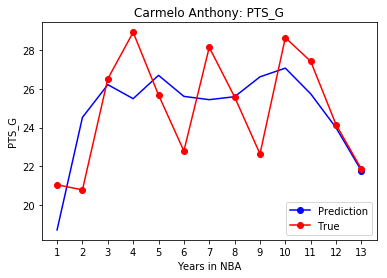 Carmelo Anthony: PTS_G
PTS_G
28
26
24
22
20
1 2 3 4 5 6 7 8 9 10 11 12 13
Years in NBA
Prediction
True